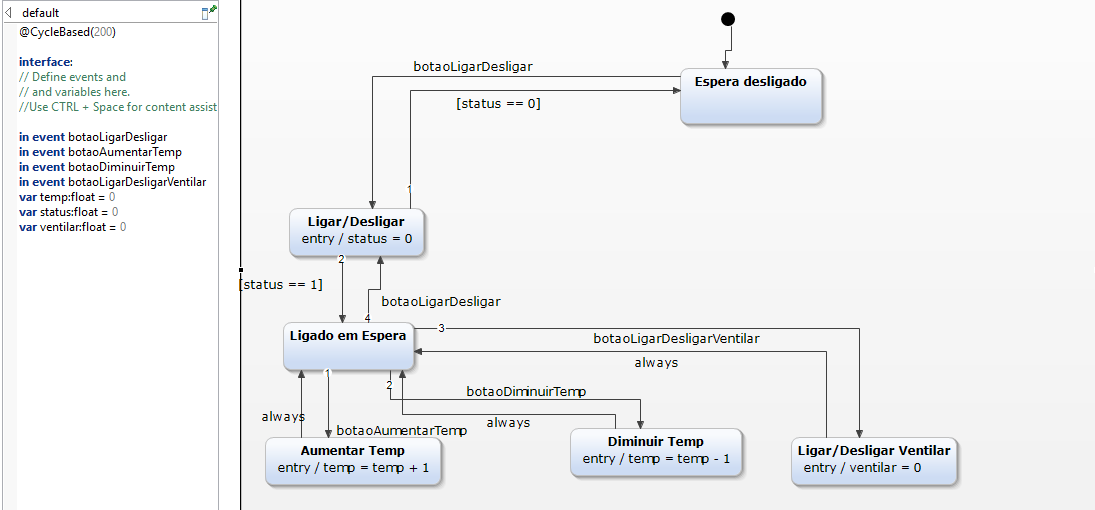 default
@CycleBased(200)
interface:
// Define events and
// and variables here.
//Use CTRL + Space for content assist
in event botaoLigarDesligar
in event botaoAumentarTemp
in event botaoDiminuirTemp
in event botaoLigarDesligarVentilar
var temp:float = 0
var status:float = 0
var ventilar:float = 0
botaoLigarDesligar
Espera desligado
[status == 0]
1
Ligar/Desligar
entry / status = 0
2
[status == 1]
botaoLigarDesligar
4
Ligado em Espera
3
botaoLigarDesligarVentilar
always
1
2
botaoDiminuirTemp
always
always
botaoAumentarTemp
Aumentar Temp
entry / temp = temp + 1
Diminuir Temp
entry / temp = temp - 1
Ligar/Desligar Ventilar
entry / ventilar = 0